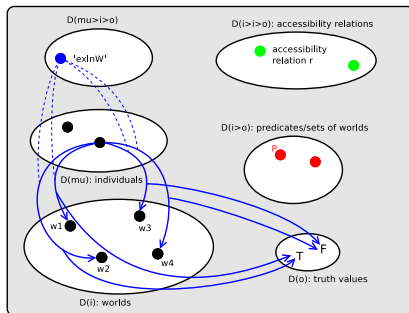 D(mu>i>o)
D(i>i>o): accessibility relations
'exInW'
accessibility
relation r
D(i>o): predicates/sets of worlds
P
D(mu): individuals
w1
w3
w2
w4
T
F
D(o): truth values
D(i): worlds